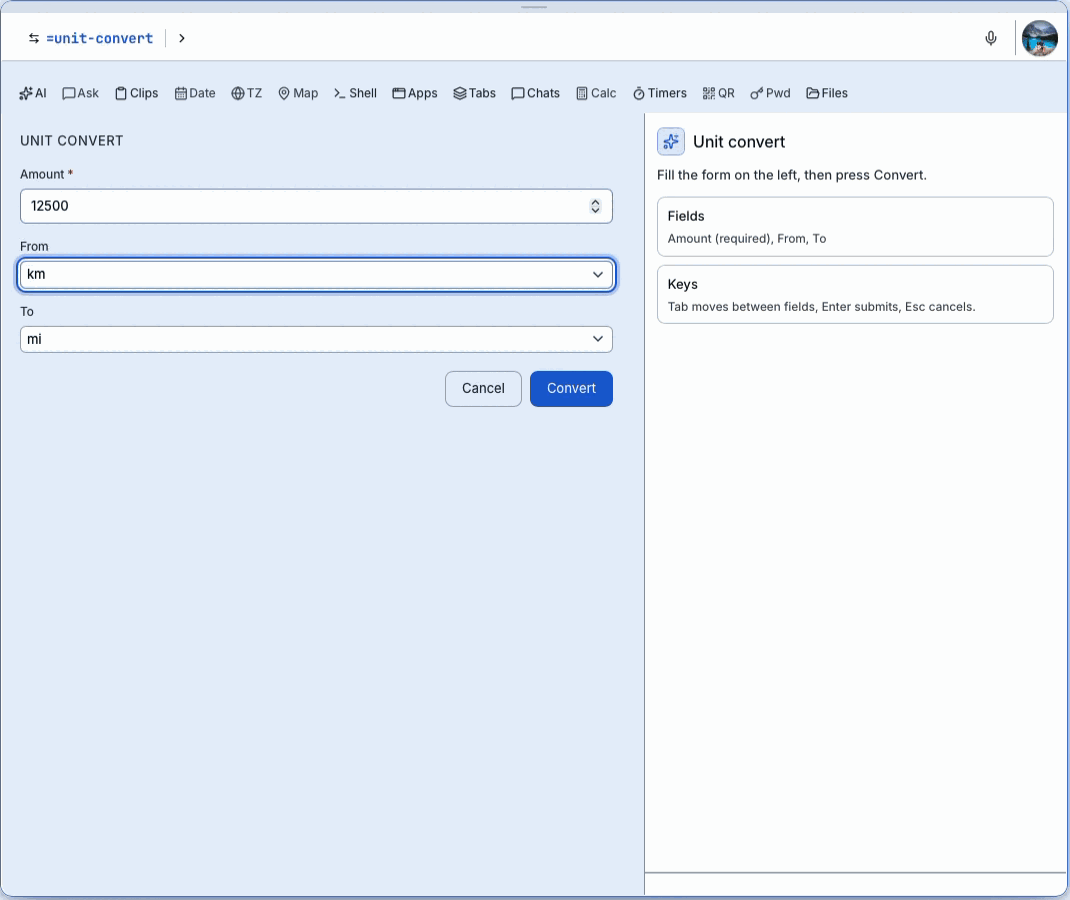 =unit-convert
AI Ask Clips Date TZ Map Shell Apps Tabs Chats Calc Timers QR Pwd Files
UNIT CONVERT
Amount *
12500
From
km
To
mi
Cancel Convert
Unit convert
Fill the form on the left, then press Convert.
Fields
Amount (required), From, To
Keys
Tab moves between fields, Enter submits, Esc cancels.